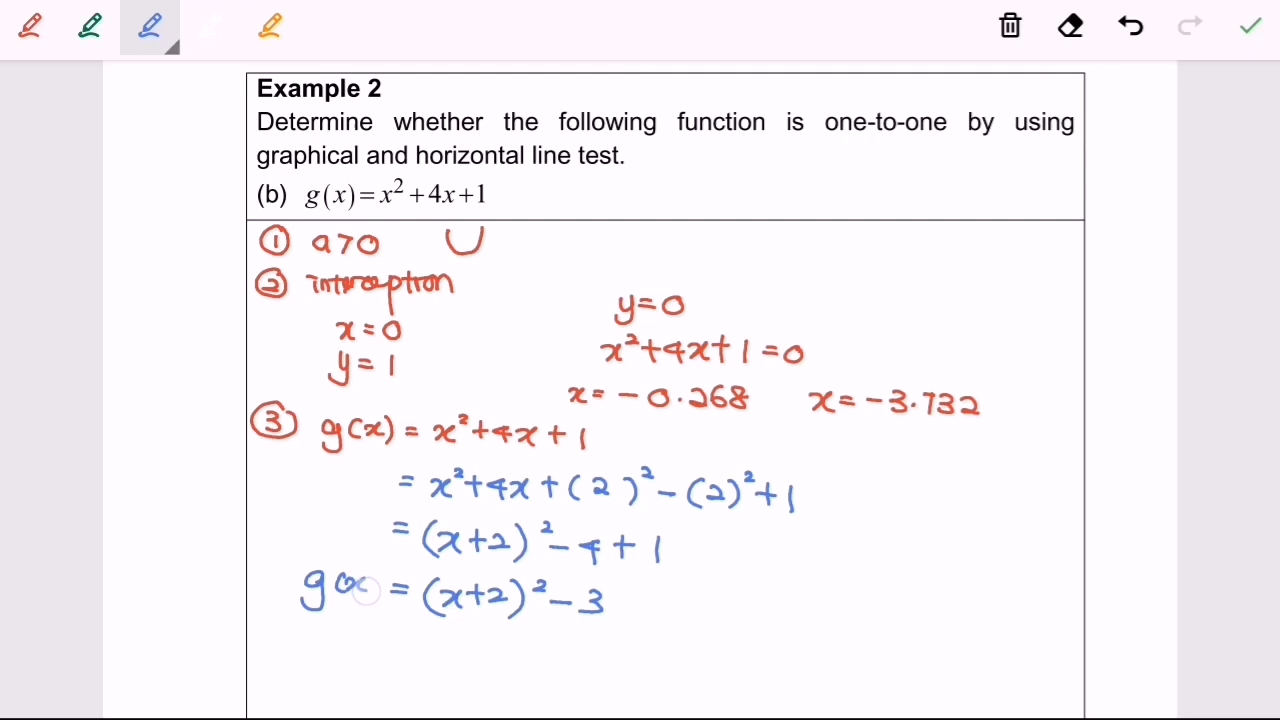 Example 2
Determine whether the following function is one-to-one by using
graphical and horizontal line test.
(b) g(x)=x²+4x+1
① a>0
② interception
x=0
y=1
y=0
x²+4x+1=0
x=-0.268 x=-3.732
③ g(x) = x²+4x+1
= x²+4x+(2)²-(2)²+1
= (x+2)²-4+1
g(x = (x+2)²-3